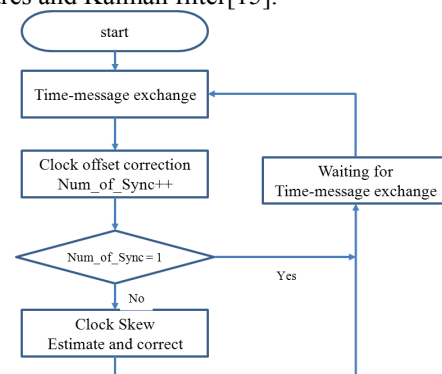 and Kalman filter[15].
start
Time-message exchange
Clock offset correction
Num_of_Sync++
Waiting for
Time-message exchange
Num_of_Sync = 1
Yes
No
Clock Skew
Estimate and correct